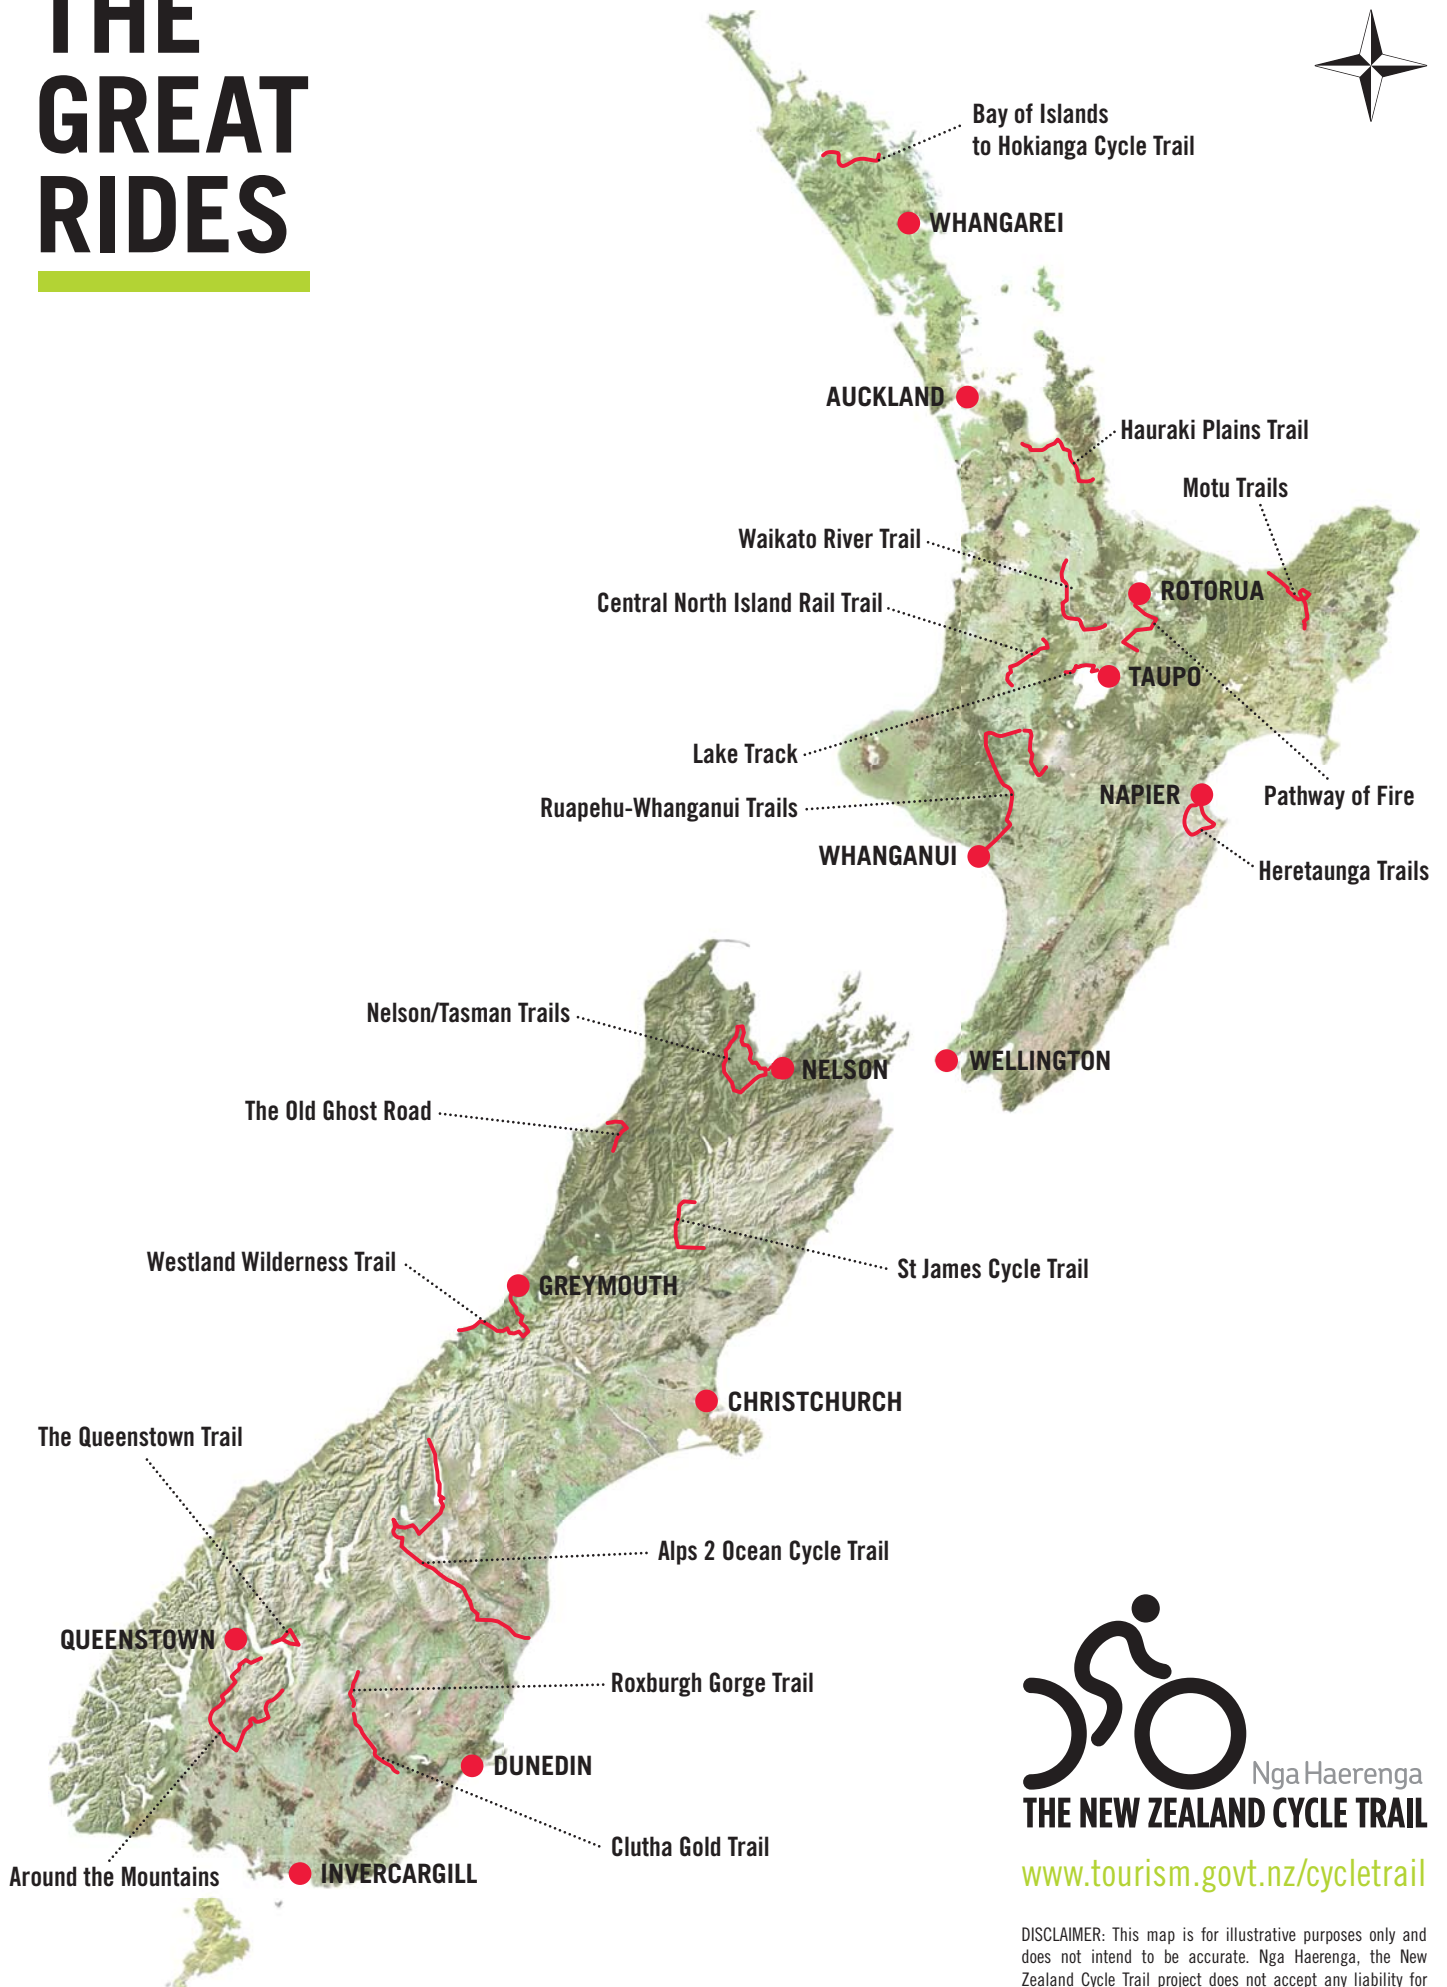 THE
GREAT
RIDES
Bay of Islands
to Hokianga Cycle Trail
WHANGAREI
AUCKLAND
Hauraki Plains Trail
Motu Trails
Waikato River Trail
ROTORUA
Central North Island Rail Trail
TAUPO
Lake Track
NAPIER
Pathway of Fire
Ruapehu-Whanganui Trails
WHANGANUI
Heretaunga Trails
Nelson/Tasman Trails
NELSON
WELLINGTON
The Old Ghost Road
Westland Wilderness Trail
St James Cycle Trail
GREYMOUTH
CHRISTCHURCH
The Queenstown Trail
Alps 2 Ocean Cycle Trail
QUEENSTOWN
Roxburgh Gorge Trail
DUNEDIN
Clutha Gold Trail
Around the Mountains
INVERCARGILL
Nga Haerenga
THE NEW ZEALAND CYCLE TRAIL
www.tourism.govt.nz/cycletrail
DISCLAIMER: This map is for illustrative purposes only and
does not intend to be accurate. Nga Haerenga, the New
Zealand Cycle Trail project does not accept any liability for